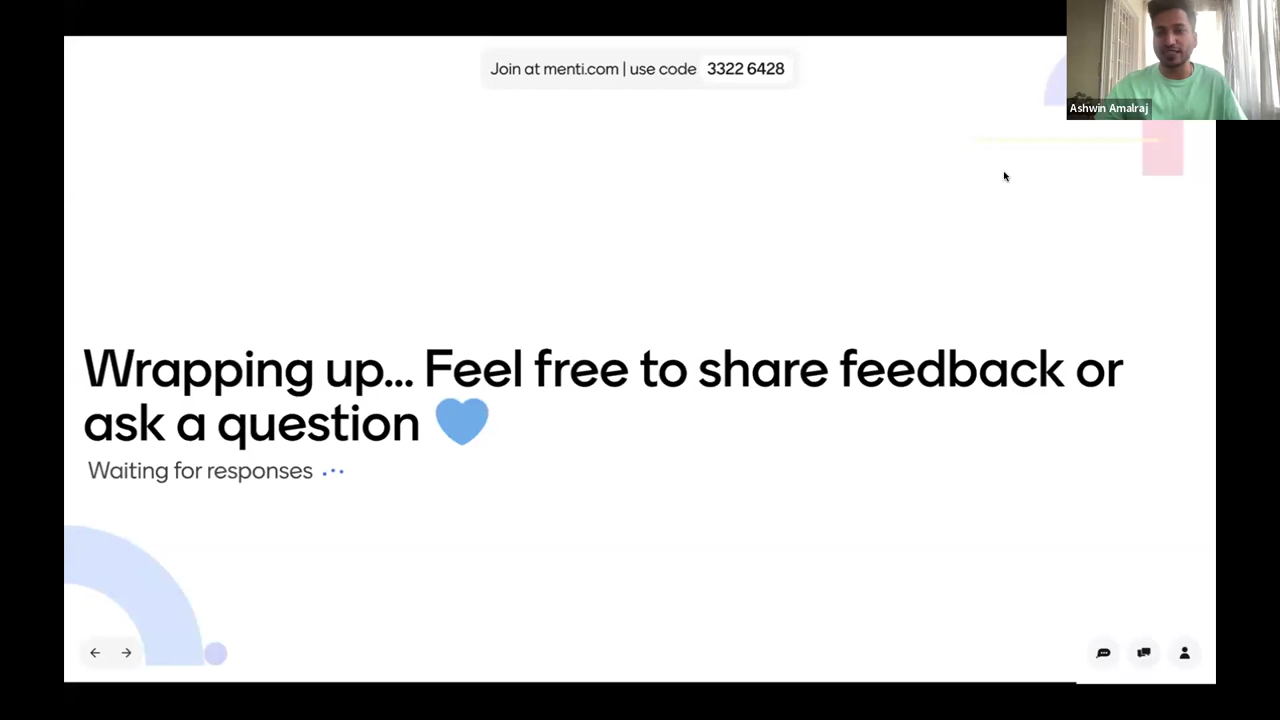 Join at menti.com | use code 3322 6428
Ashwin Amalraj
Wrapping up... Feel free to share feedback or
ask a question 💙
Waiting for responses